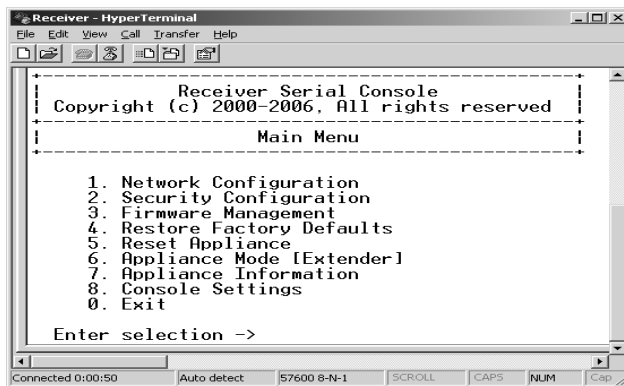 Receiver - HyperTerminal
File Edit View Call Transfer Help
Receiver Serial Console
Copyright (c) 2000-2006, All rights reserved
Main Menu
1. Network Configuration
2. Security Configuration
3. Firmware Management
4. Restore Factory Defaults
5. Reset Appliance
6. Appliance Mode [Extender]
7. Appliance Information
8. Console Settings
0. Exit
Enter selection ->
Connected 0:00:50 Auto detect 57600 8-N-1 SCROLL CAPS NUM Cap